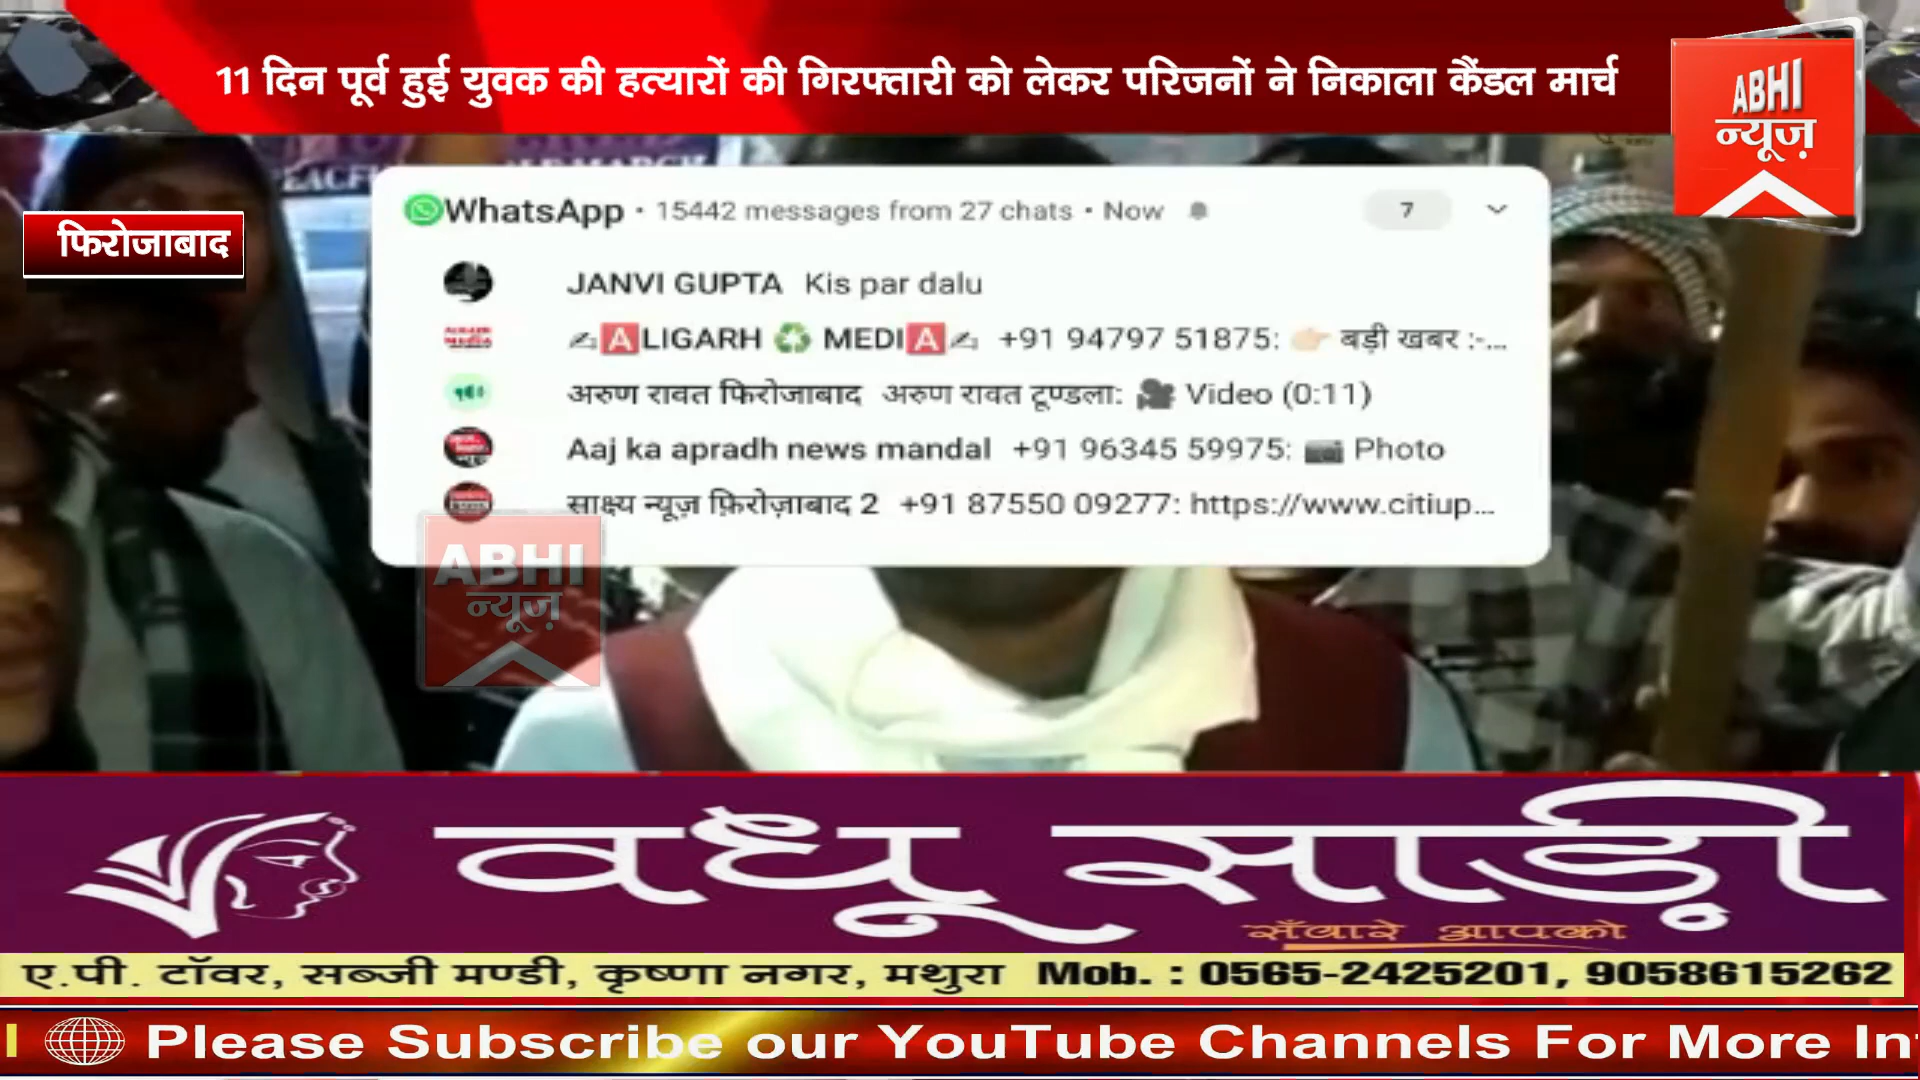 11 दिन पूर्व हुई युवक की हत्यारों की गिरफ्तारी को लेकर परिजनों ने निकाला कैंडल मार्च
ABHI
न्यूज़
फिरोजाबाद
WhatsApp • 15442 messages from 27 chats • Now 7
JANVI GUPTA Kis par dalu
✍🅰LIGARH ♻ MEDI🅰✍ +91 94797 51875: 👉🏻 बड़ी खबर :-...
अरुण रावत फिरोजाबाद अरुण रावत टूण्डला: 🎥 Video (0:11)
Aaj ka apradh news mandal +91 96345 59975: 📷 Photo
साक्ष्य न्यूज़ फ़िरोज़ाबाद 2 +91 87550 09277: https://www.citiup...
ABHI
न्यूज़
वधू साड़ी
सँवारे आपको
ए.पी. टॉवर, सब्जी मण्डी, कृष्णा नगर, मथुरा Mob. : 0565-2425201, 9058615262
Please Subscribe our YouTube Channels For More In